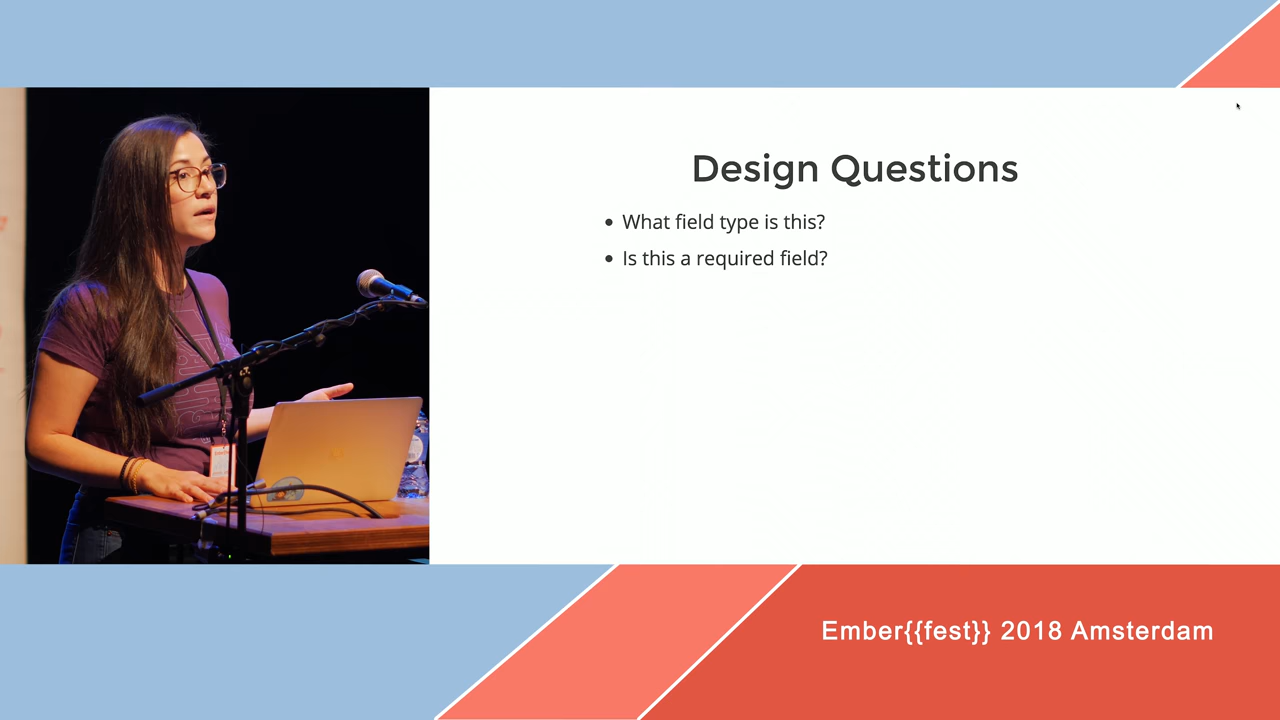 Design Questions
• What field type is this?
• Is this a required field?
Ember{{fest}} 2018 Amsterdam